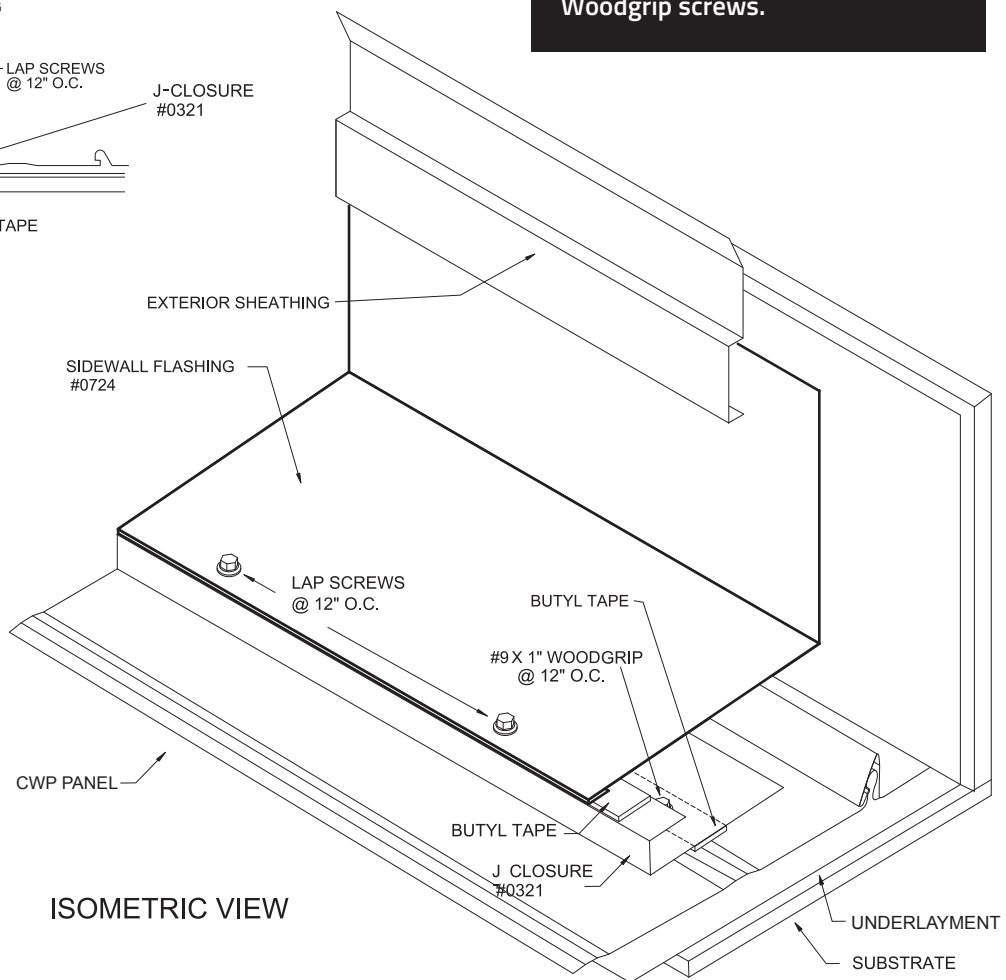 Woodgrip screws.
LAP SCREWS
@ 12" O.C.
J-CLOSURE
#0321
TAPE
EXTERIOR SHEATHING
SIDEWALL FLASHING
#0724
LAP SCREWS
@ 12" O.C.
BUTYL TAPE
#9 X 1" WOODGRIP
@ 12" O.C.
CWP PANEL
BUTYL TAPE
J CLOSURE
#0321
ISOMETRIC VIEW
UNDERLAYMENT
SUBSTRATE